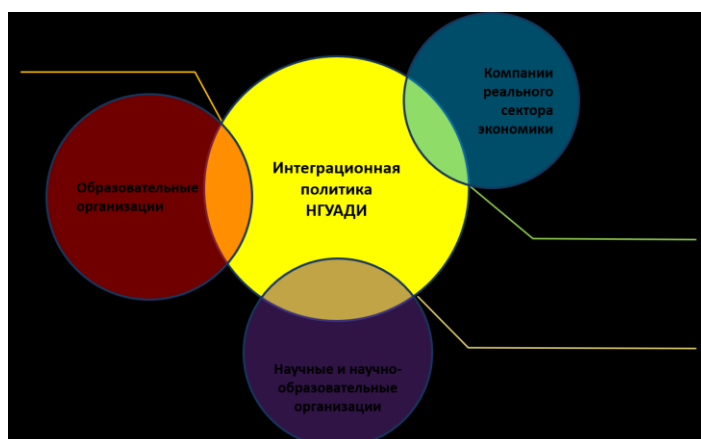 Компании
реального
сектора
экономики
Интеграционная
политика
НГУАДИ
Образовательные
организации
Научные и научно-
образовательные
организации